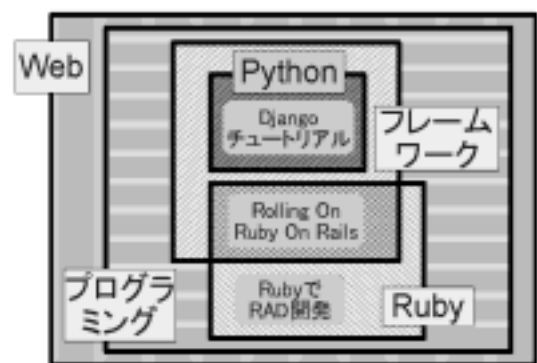 Web
Python
Django
チュートリアル
フレーム
ワーク
Rolling On
Ruby On Rails
プログラ
ミング
Rubyで
RAD開発
Ruby